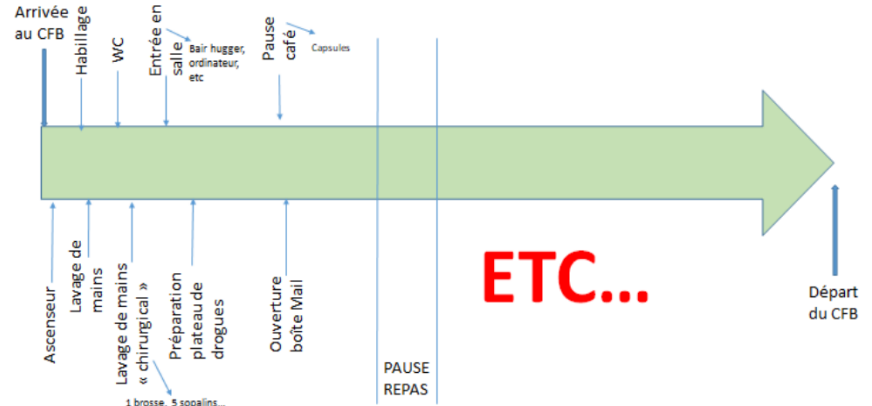 Arrivée
au CFB
Habillage
WC
Entrée en
salle
Bair hugger,
ordinateur,
etc
Pause
café
Capsules
Ascenseur
Lavage de
mains
Lavage de mains
« chirurgical »
1 brosse, 5 sopalins...
Préparation
plateau de
drogues
Ouverture
boîte Mail
PAUSE
REPAS
ETC...
Départ
du CFB